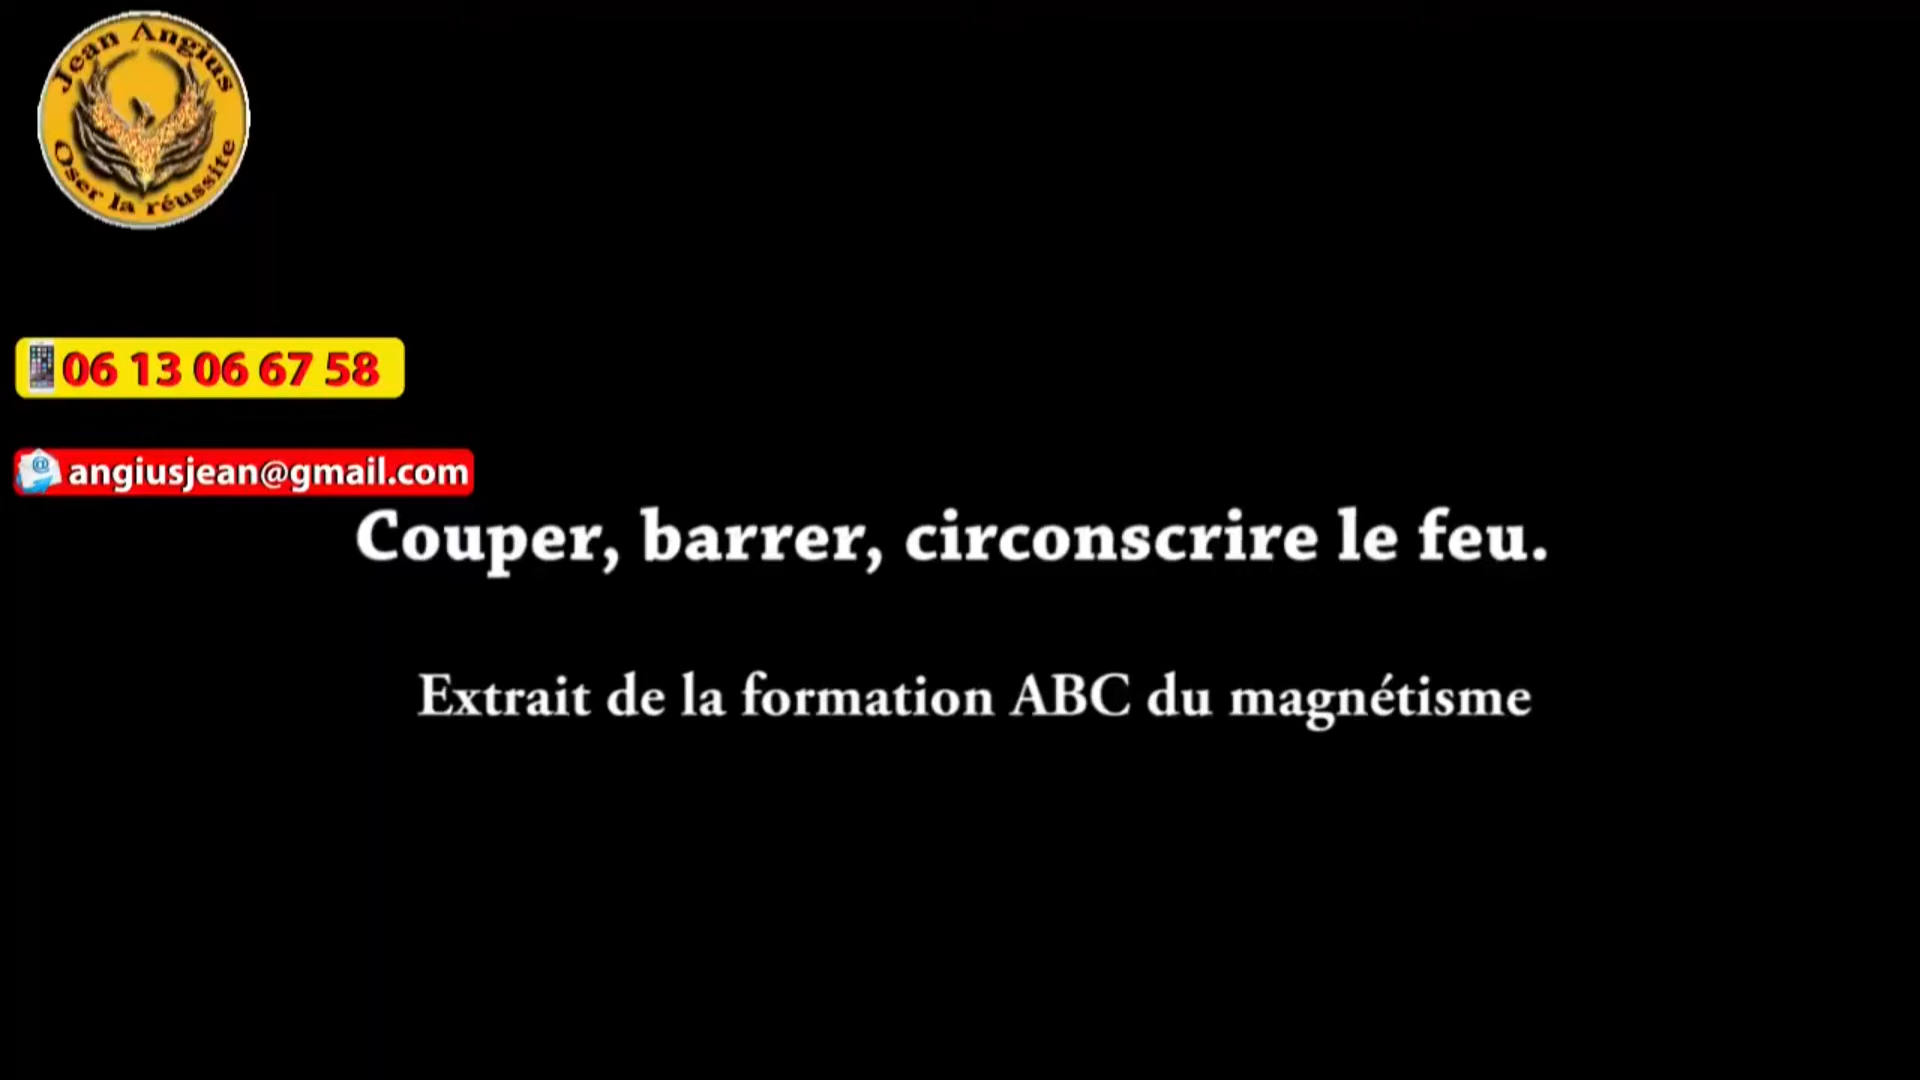 Jean Angius
Oser la réussite
06 13 06 67 58
@ angiusjean@gmail.com
Couper, barrer, circonscrire le feu.
Extrait de la formation ABC du magnétisme